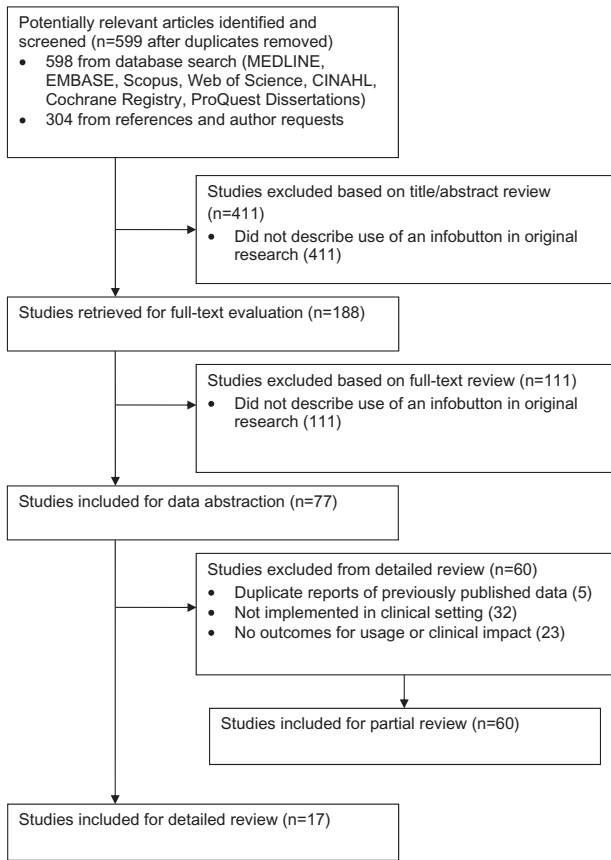 Potentially relevant articles identified and
screened (n=599 after duplicates removed)
• 598 from database search (MEDLINE,
EMBASE, Scopus, Web of Science, CINAHL,
Cochrane Registry, ProQuest Dissertations)
• 304 from references and author requests
Studies excluded based on title/abstract review
(n=411)
• Did not describe use of an infobutton in original
research (411)
Studies retrieved for full-text evaluation (n=188)
Studies excluded based on full-text review (n=111)
• Did not describe use of an infobutton in original
research (111)
Studies included for data abstraction (n=77)
Studies excluded from detailed review (n=60)
• Duplicate reports of previously published data (5)
• Not implemented in clinical setting (32)
• No outcomes for usage or clinical impact (23)
Studies included for partial review (n=60)
Studies included for detailed review (n=17)